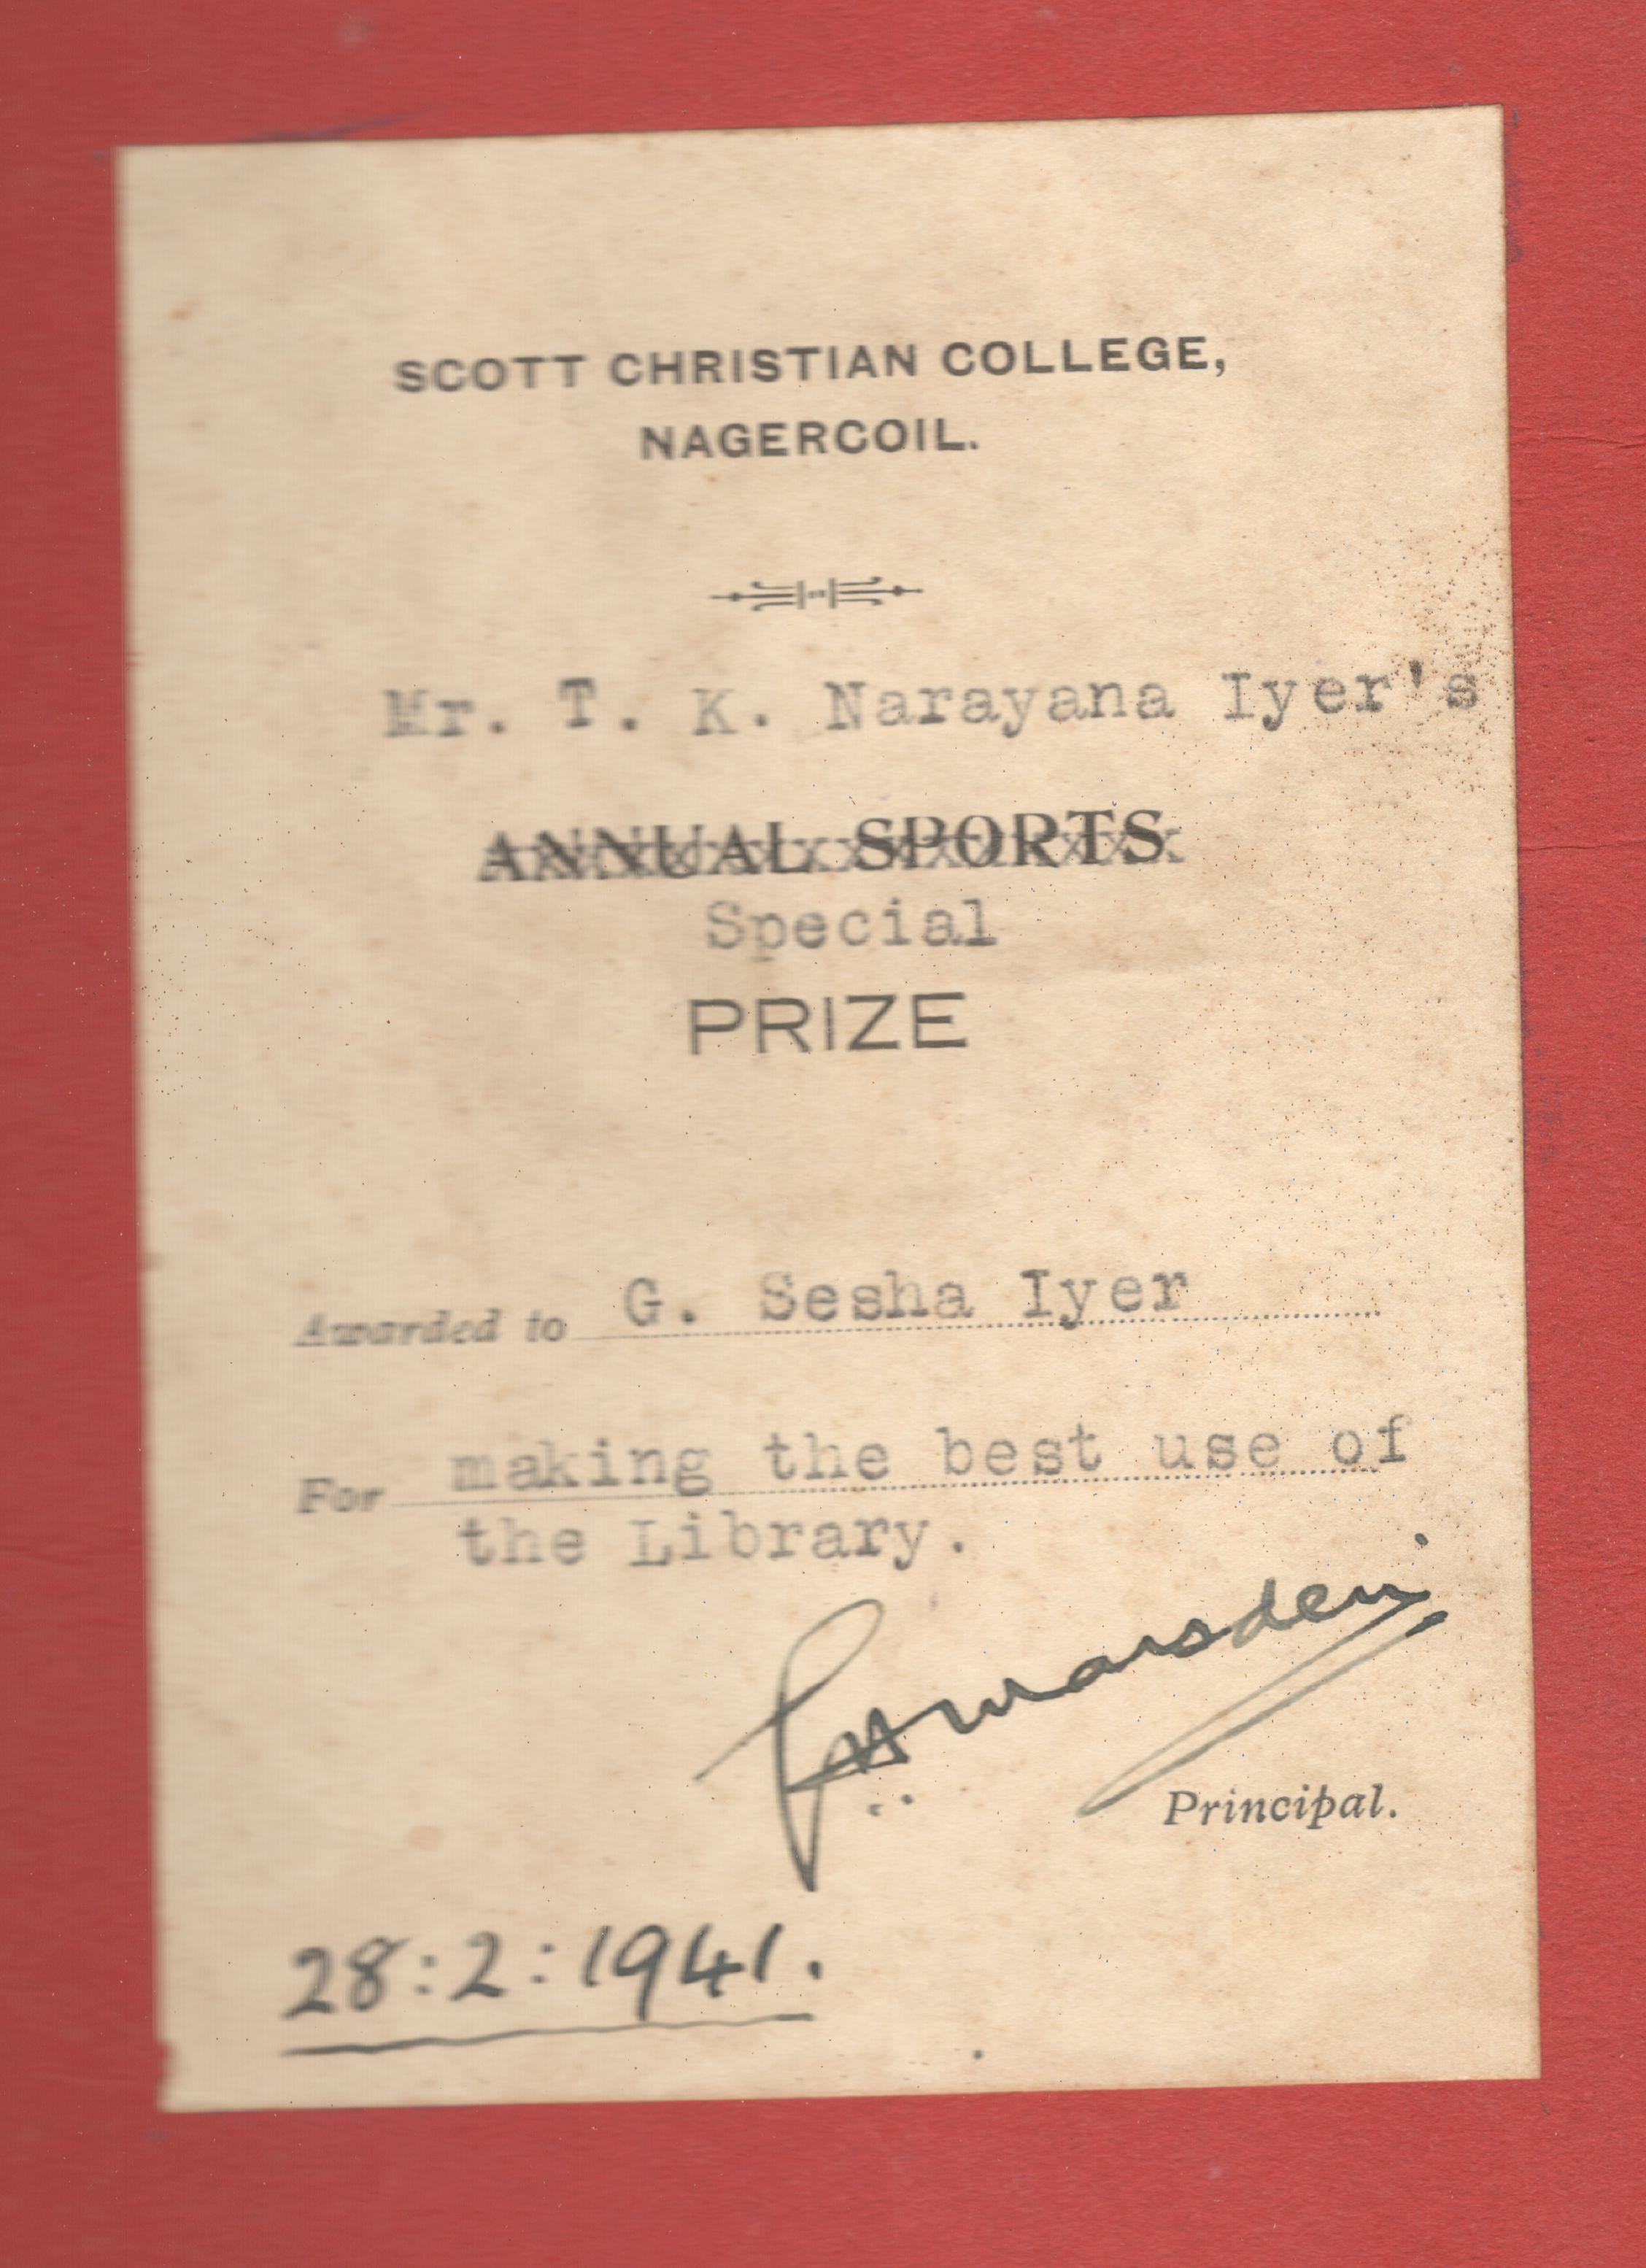 SCOTT CHRISTIAN COLLEGE,
NAGERCOIL.
Mr. T. K. Narayana Iyer's
ANNUAL SPORTS
Special
PRIZE
Awarded to G. Sesha Iyer
For making the best use of
the Library.
GHMarsden
Principal.
28:2:1941.